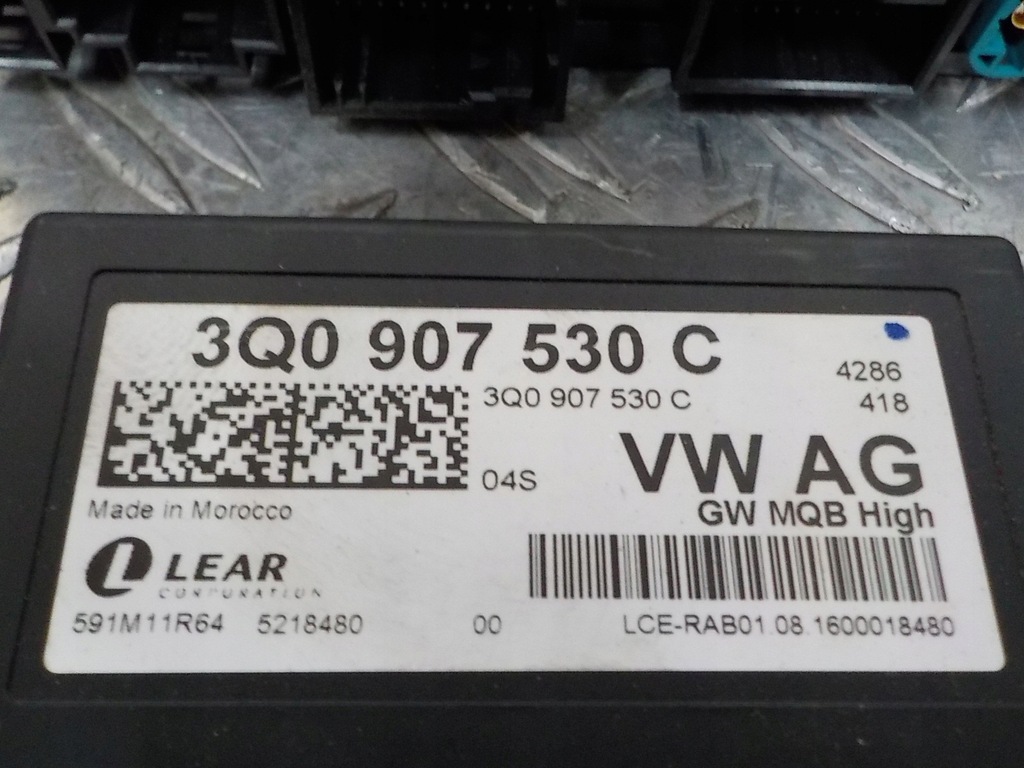 3Q0 907 530 C
4286
3Q0 907 530 C
418
VW AG
04S
GW MQB High
Made in Morocco
LEAR
CORPORATION
591M11R64 5218480 00 LCE-RAB01.08.1600018480